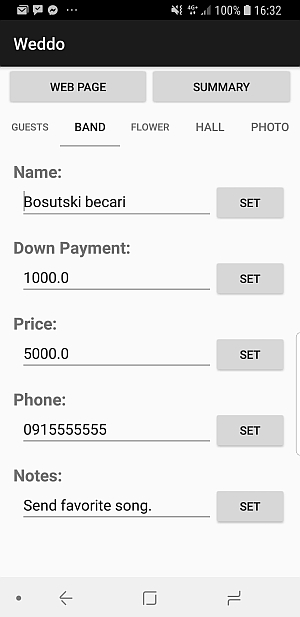 4G+ 100% 16:32
Weddo
WEB PAGE SUMMARY
GUESTS BAND FLOWER HALL PHOTO
Name:
Bosutski becari SET
Down Payment:
1000.0 SET
Price:
5000.0 SET
Phone:
0915555555 SET
Notes:
Send favorite song. SET